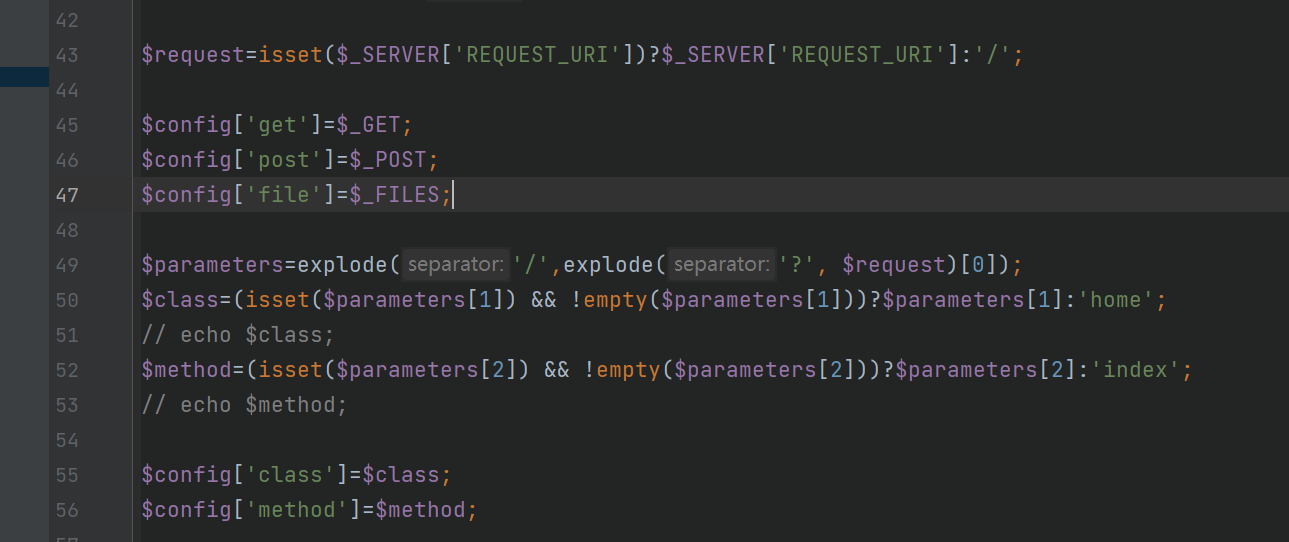 42
43 $request=isset($_SERVER['REQUEST_URI'])?$_SERVER['REQUEST_URI']:'/';
44
45 $config['get']=$_GET;
46 $config['post']=$_POST;
47 $config['file']=$_FILES;
48
49 $parameters=explode( separator: '/',explode( separator: '?', $request)[0]);
50 $class=(isset($parameters[1]) && !empty($parameters[1]))?$parameters[1]:'home';
51 // echo $class;
52 $method=(isset($parameters[2]) && !empty($parameters[2]))?$parameters[2]:'index';
53 // echo $method;
54
55 $config['class']=$class;
56 $config['method']=$method;